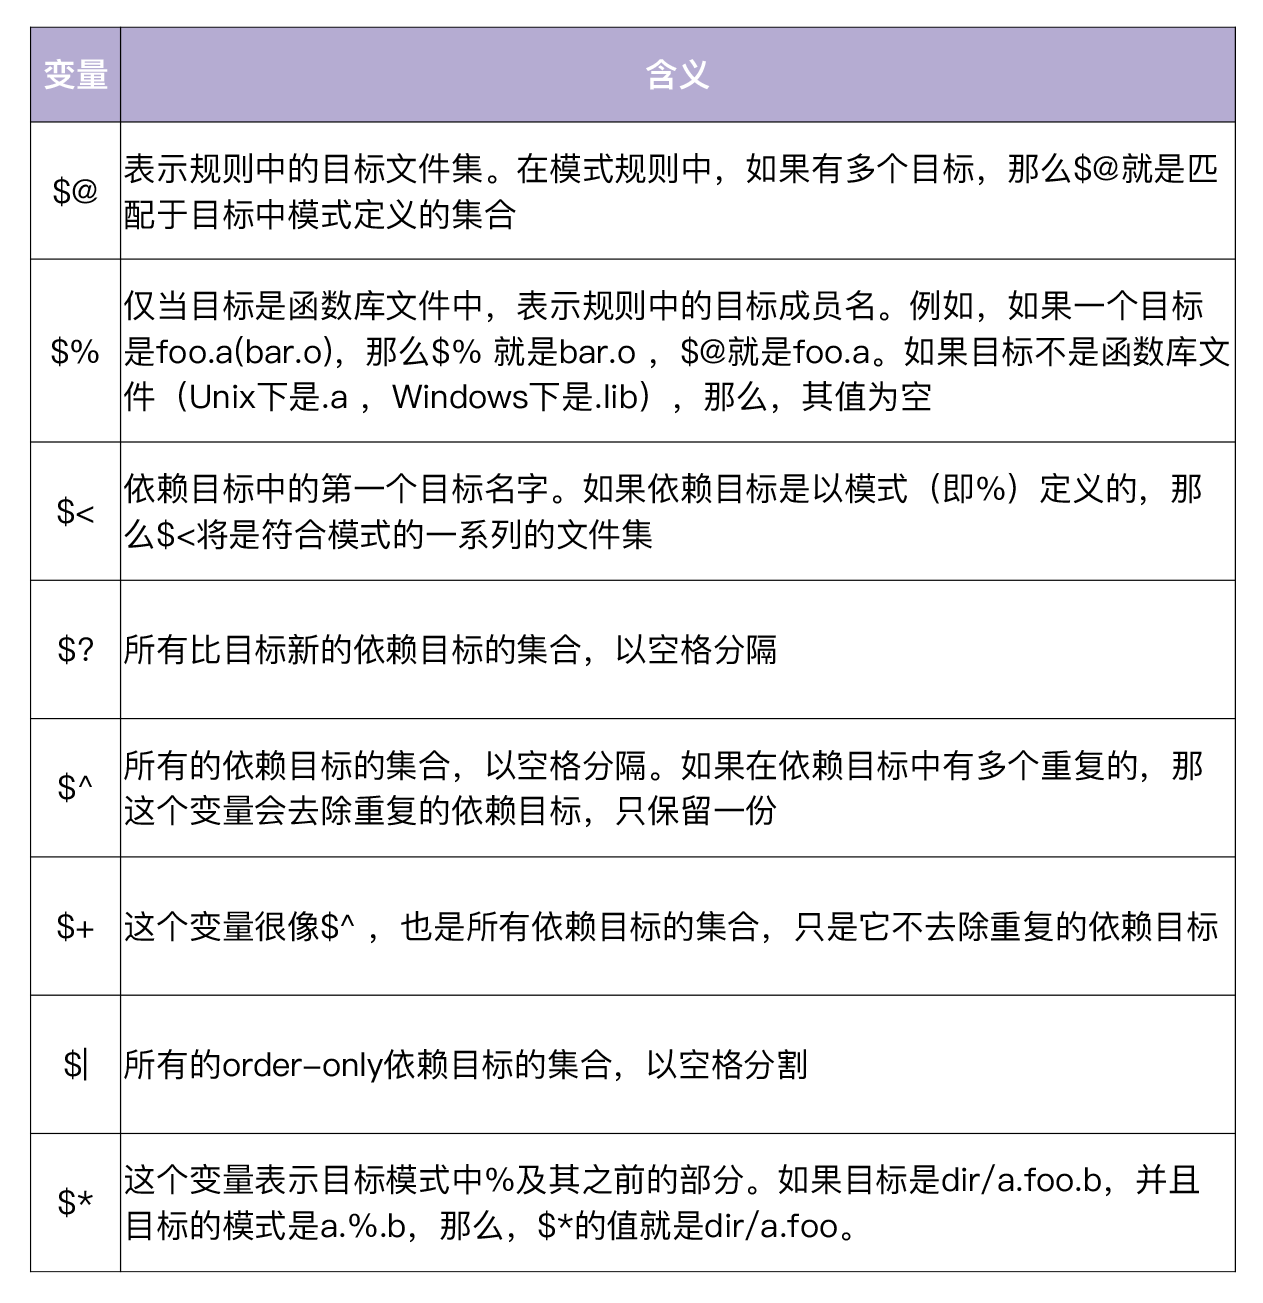 变量 含义
$@
表示规则中的目标文件集。在模式规则中，如果有多个目标，那么$@就是匹
配于目标中模式定义的集合
$%
仅当目标是函数库文件中，表示规则中的目标成员名。例如，如果一个目标
是foo.a(bar.o)，那么$% 就是bar.o ，$@就是foo.a。如果目标不是函数库文
件（Unix下是.a ，Windows下是.lib），那么，其值为空
$<
依赖目标中的第一个目标名字。如果依赖目标是以模式（即%）定义的，那
么$<将是符合模式的一系列的文件集
$?
所有比目标新的依赖目标的集合，以空格分隔
$^
所有的依赖目标的集合，以空格分隔。如果在依赖目标中有多个重复的，那
这个变量会去除重复的依赖目标，只保留一份
$+
这个变量很像$^ ，也是所有依赖目标的集合，只是它不去除重复的依赖目标
$|
所有的order-only依赖目标的集合，以空格分割
$*
这个变量表示目标模式中%及其之前的部分。如果目标是dir/a.foo.b，并且
目标的模式是a.%.b，那么，$*的值就是dir/a.foo。